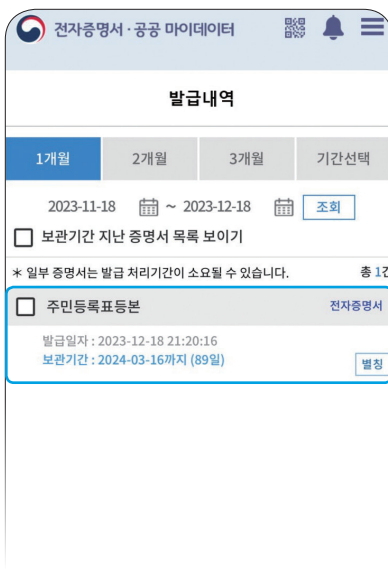 전자증명서 · 공공 마이데이터
발급내역
1개월 2개월 3개월 기간선택
2023-11-18 ~ 2023-12-18 조회
보관기간 지난 증명서 목록 보이기
* 일부 증명서는 발급 처리기간이 소요될 수 있습니다. 총 1건
주민등록표등본 전자증명서
발급일자 : 2023-12-18 21:20:16
보관기간 : 2024-03-16까지 (89일)
별칭